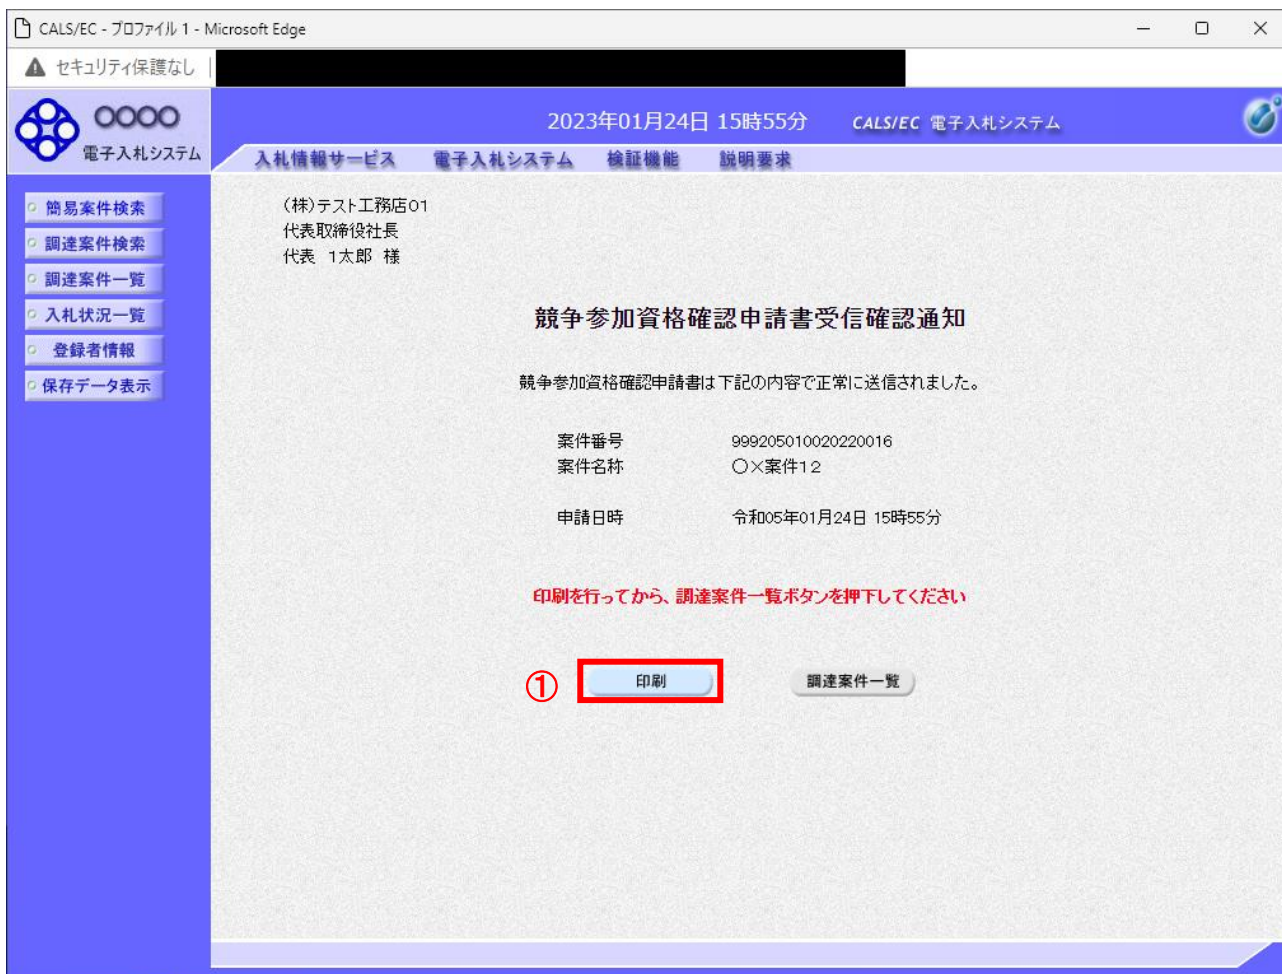 CALS/EC - プロファイル 1 - Microsoft Edge
セキュリティ保護なし
〇〇〇〇
電子入札システム
2023年01月24日 15時55分 CALS/EC 電子入札システム
入札情報サービス 電子入札システム 検証機能 説明要求
簡易案件検索
調達案件検索
調達案件一覧
入札状況一覧
登録者情報
保存データ表示
(株)テスト工務店01
代表取締役社長
代表 1太郎 様
競争参加資格確認申請書受信確認通知
競争参加資格確認申請書は下記の内容で正常に送信されました。
案件番号 999205010020220016
案件名称 〇×案件12
申請日時 令和05年01月24日 15時55分
印刷を行ってから、調達案件一覧ボタンを押下してください
① 印刷 調達案件一覧